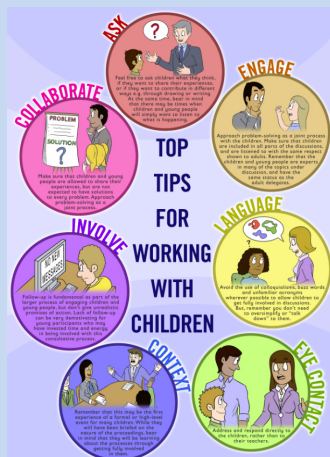 ASK
?
Feel free to ask children what they think,
if they want to share their experiences,
or if they want to contribute in different
ways e.g. through drawing or writing.
At the same time, bear in mind
that there may be times when
children and young people
will simply want to listen to
what is happening.
ENGAGE
Approach problem-solving as a joint process
with the children. Make sure that children
are included in all parts of the discussions,
and are listened to with the same respect
shown to adults. Remember that the
children and young people are experts
in many of the topics under
discussion, and have the
same status as the
adult delegates.
COLLABORATE
PROBLEM
SOLUTION
?
Make sure that children and young
people are allowed to share their
experiences, but are not
expected to have solutions
to every problem. Approach
problem-solving as a
joint process.
TOP
TIPS
FOR
WORKING
WITH
CHILDREN
LANGUAGE
Avoid the use of colloquialisms, buzz words
and unfamiliar acronyms
wherever possible to allow children to
get fully involved in discussions.
But, remember you don't need
to oversimplify or "talk
down" to them.
INVOLVE
NO NEW
MESSAGES
Follow-up is fundamental as part of the
larger process of engaging children and
young people, but don't give unrealistic
promises of action. Lack of follow-up
can be very demotivating for
young participants who may
have invested time and energy
in being involved with this
consultative process.
CONTEXT
Remember that this may be the first
experience of a formal or high-level
event for many children. While they
will have been briefed on the
nature of the proceedings, bear
in mind that they will be learning
about the processes through
getting fully involved
in them.
EYE CONTACT
Address and respond directly to
the children, rather than to
their teachers.